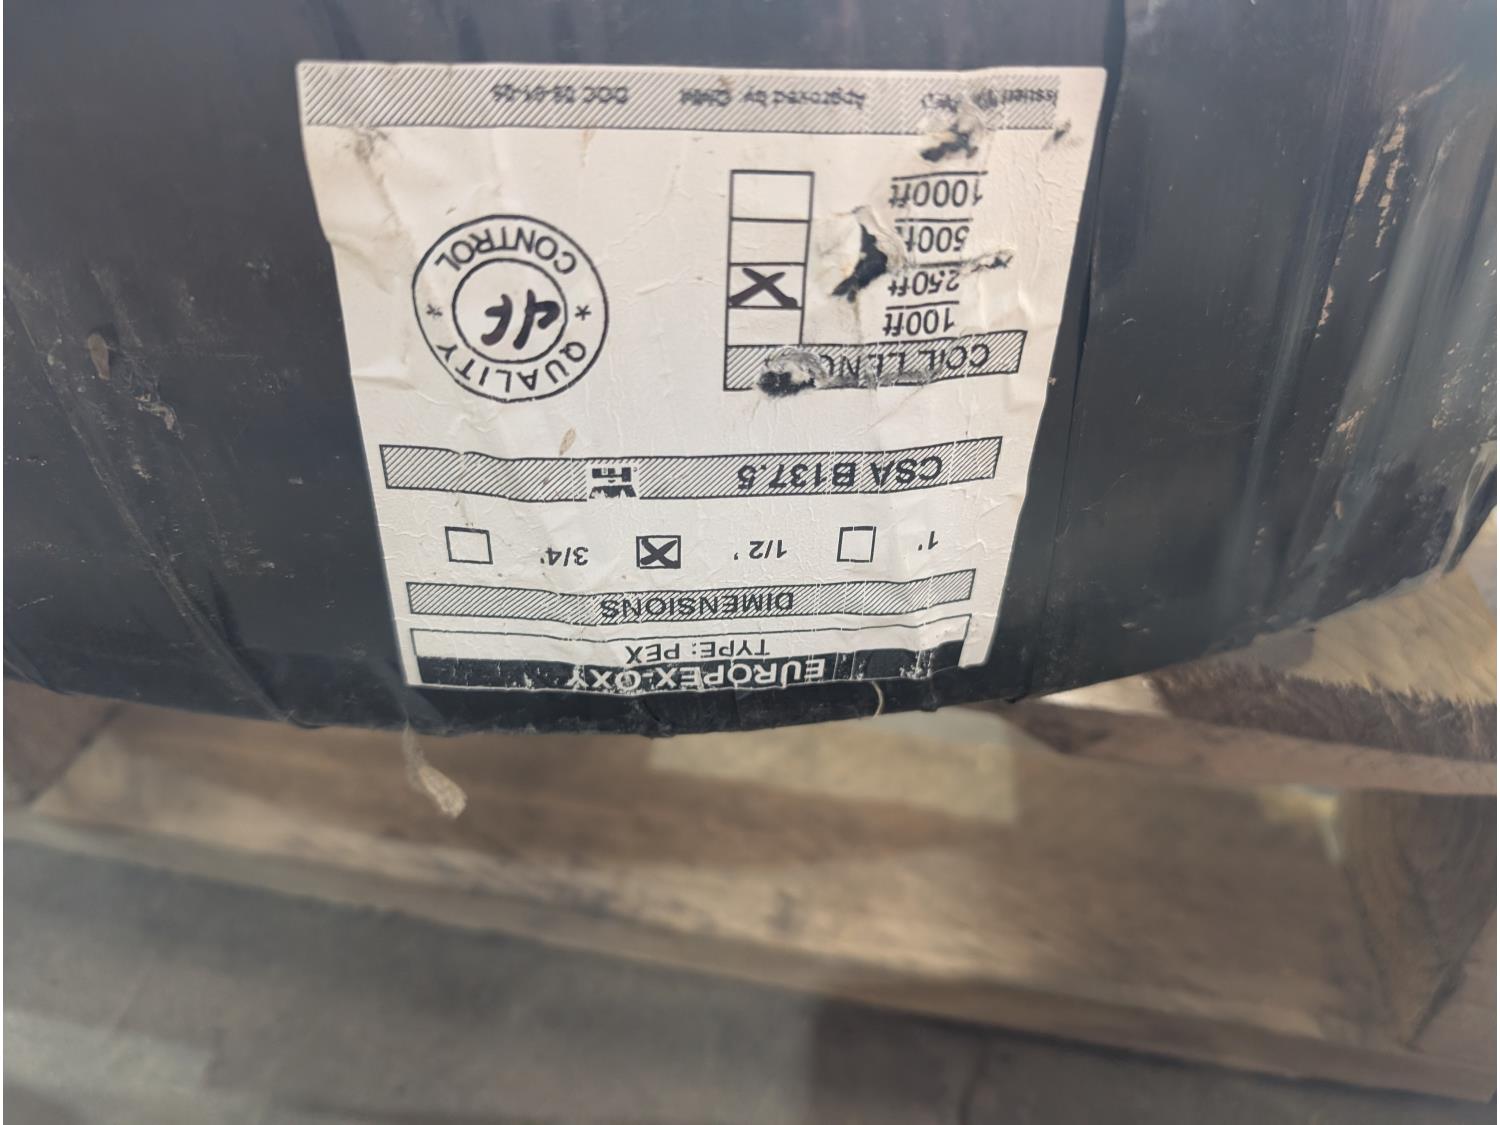 EUROPEX-OXY
TYPE: PEX
DIMENSIONS
1" 1/2" 3/4"
CSA B137.5
COIL LENG
100ft
250ft
500ft
1000ft
QUALITY CONTROL
Approved by